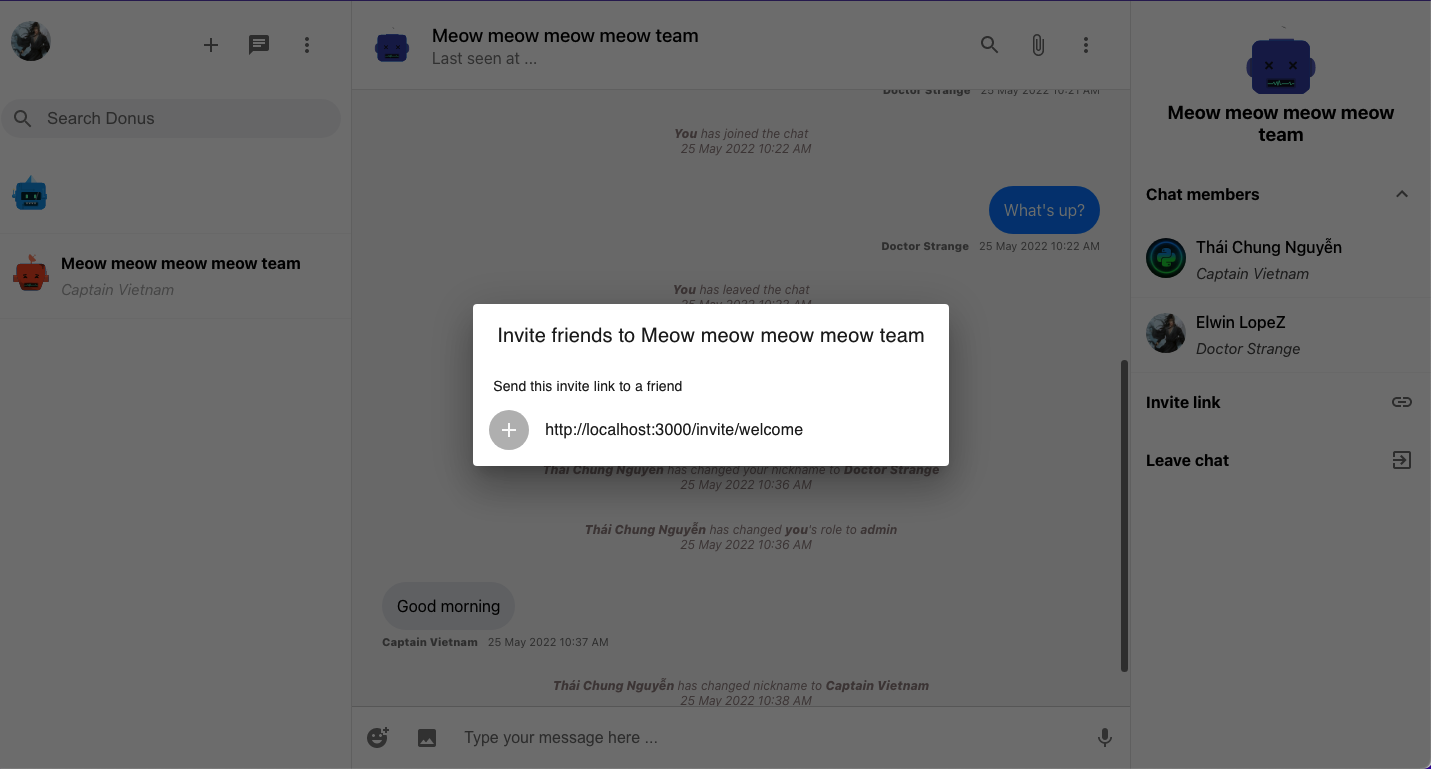 Search Donus
Meow meow meow meow team
Captain Vietnam
Meow meow meow meow team
Last seen at ...
Doctor Strange 25 May 2022 10:21 AM
You has joined the chat
25 May 2022 10:22 AM
What's up?
Doctor Strange 25 May 2022 10:22 AM
You has leaved the chat
Invite friends to Meow meow meow meow team
Send this invite link to a friend
http://localhost:3000/invite/welcome
Thái Chung Nguyễn has changed your nickname to Doctor Strange
25 May 2022 10:36 AM
Thái Chung Nguyễn has changed you's role to admin
25 May 2022 10:36 AM
Good morning
Captain Vietnam 25 May 2022 10:37 AM
Thái Chung Nguyễn has changed nickname to Captain Vietnam
25 May 2022 10:38 AM
Type your message here ...
Meow meow meow meow
team
Chat members
Thái Chung Nguyễn
Captain Vietnam
Elwin LopeZ
Doctor Strange
Invite link
Leave chat